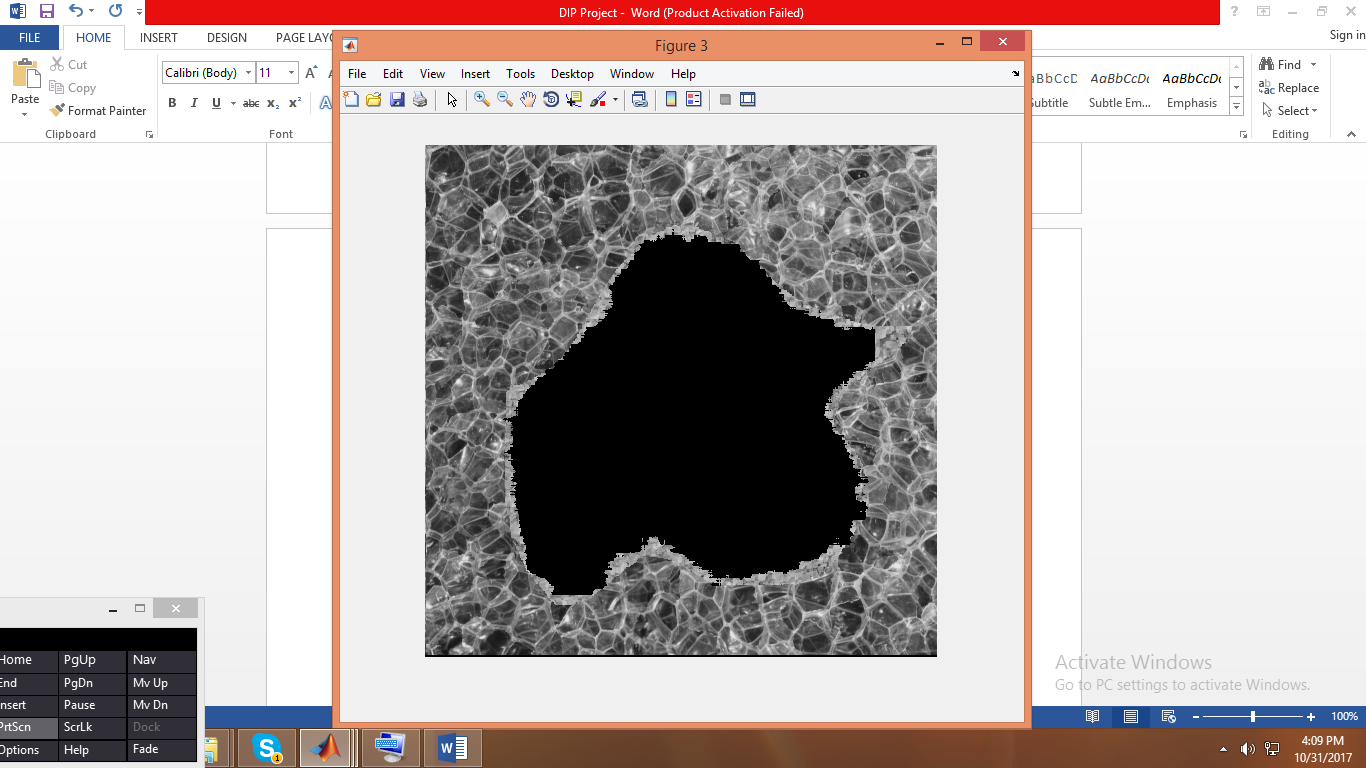 DIP Project - Word (Product Activation Failed)
FILE HOME INSERT DESIGN PAGE LAYO
Sign in
Paste
Cut
Copy
Format Painter
Clipboard
Calibri (Body) 11
B I U abc x₂ x²
Font
Figure 3
File Edit View Insert Tools Desktop Window Help
AaBbCcDc AaBbCcDc
Subtitle Subtle Em... Emphasis
Find
Replace
Select
Editing
Home PgUp Nav
End PgDn Mv Up
Insert Pause Mv Dn
PrtScn ScrLk Dock
Options Help Fade
Activate Windows
Go to PC settings to activate Windows.
100%
4:09 PM
10/31/2017